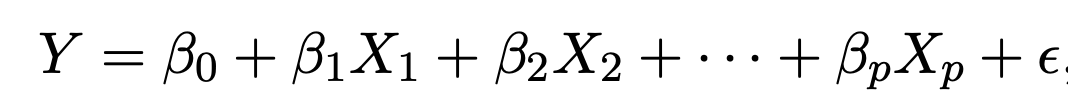 Y = β₀ + β₁X₁ + β₂X₂ + ⋯ + βₚXₚ + ϵ,